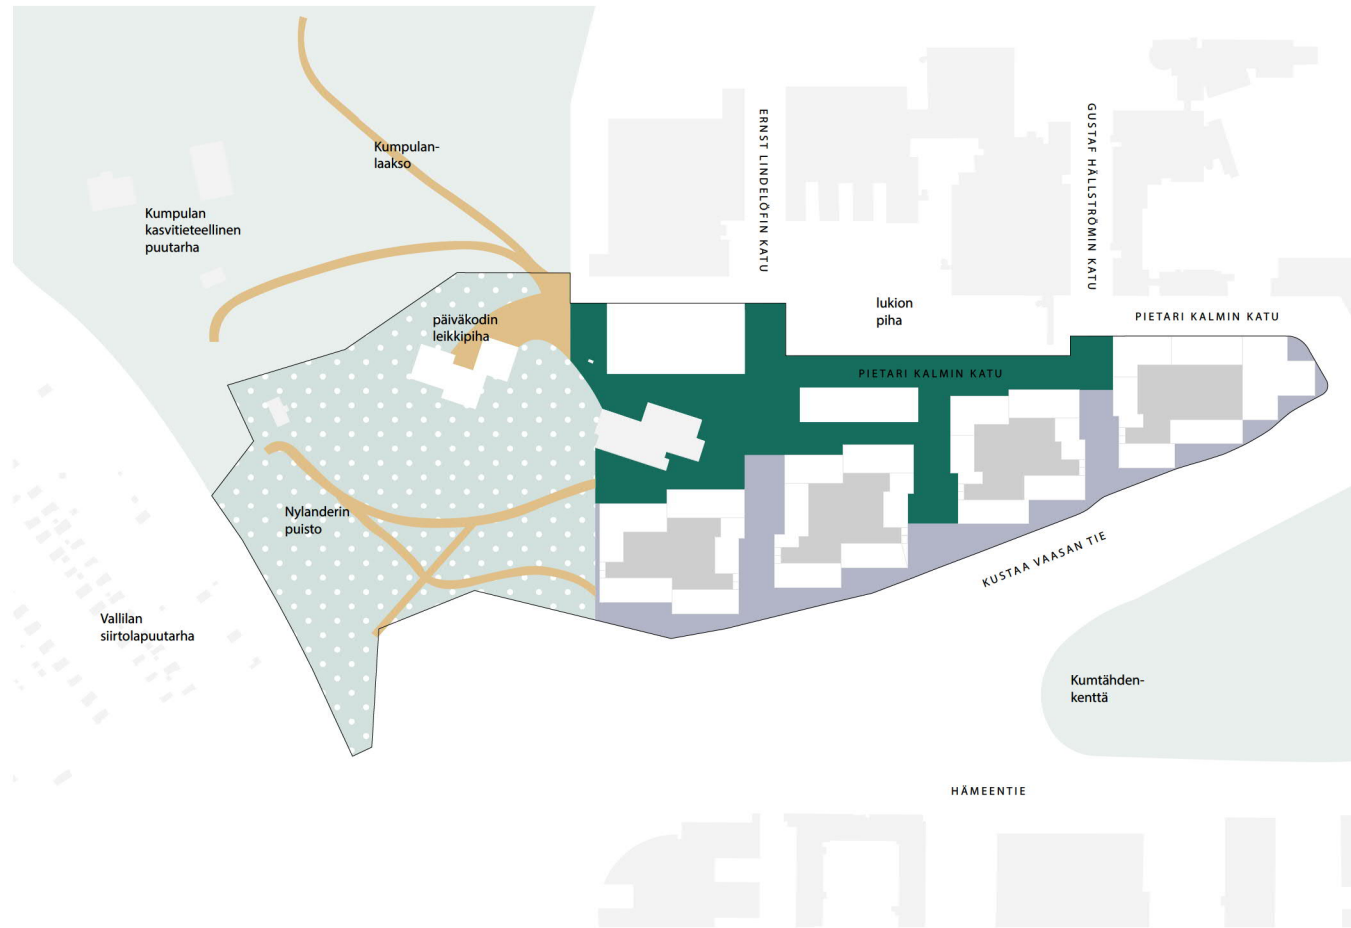 Kumpulan-
laakso
Kumpulan
kasvitieteellinen
puutarha
ERNST LINDELÖFIN KATU
GUSTAF HÄLLSTRÖMIN KATU
lukion
piha
PIETARI KALMIN KATU
päiväkodin
leikkipiha
PIETARI KALMIN KATU
Nylanderin
puisto
KUSTAA VAASAN TIE
Vallilan
siirtolapuutarha
Kumtähden-
kenttä
HÄMEENTIE